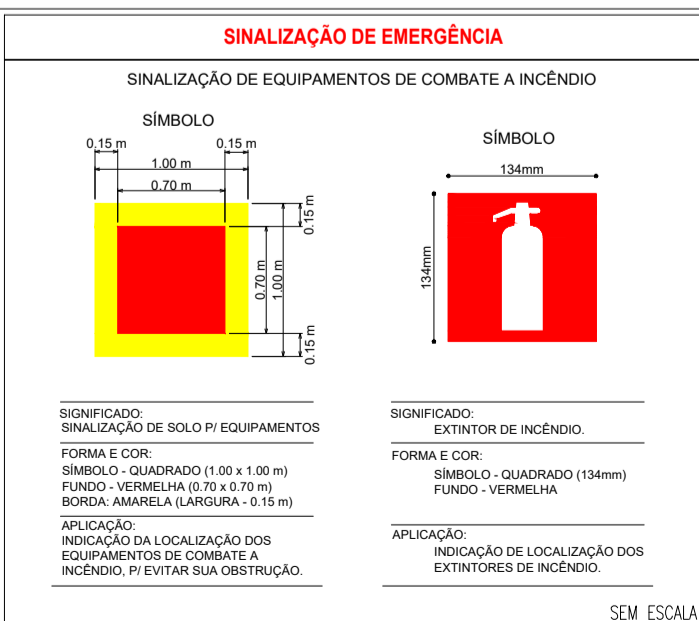 SINALIZAÇÃO DE EMERGÊNCIA
SINALIZAÇÃO DE EQUIPAMENTOS DE COMBATE A INCÊNDIO
SÍMBOLO
0.15 m
0.15 m
1.00 m
0.70 m
0.15 m
0.70 m
1.00 m
0.15 m
SIGNIFICADO:
SINALIZAÇÃO DE SOLO P/ EQUIPAMENTOS
FORMA E COR:
SÍMBOLO - QUADRADO (1.00 x 1.00 m)
FUNDO - VERMELHA (0.70 x 0.70 m)
BORDA: AMARELA (LARGURA - 0.15 m)
APLICAÇÃO:
INDICAÇÃO DA LOCALIZAÇÃO DOS
EQUIPAMENTOS DE COMBATE A
INCÊNDIO, P/ EVITAR SUA OBSTRUÇÃO.
SÍMBOLO
134mm
134mm
SIGNIFICADO:
EXTINTOR DE INCÊNDIO.
FORMA E COR:
SÍMBOLO - QUADRADO (134mm)
FUNDO - VERMELHA
APLICAÇÃO:
INDICAÇÃO DE LOCALIZAÇÃO DOS
EXTINTORES DE INCÊNDIO.
SEM ESCALA